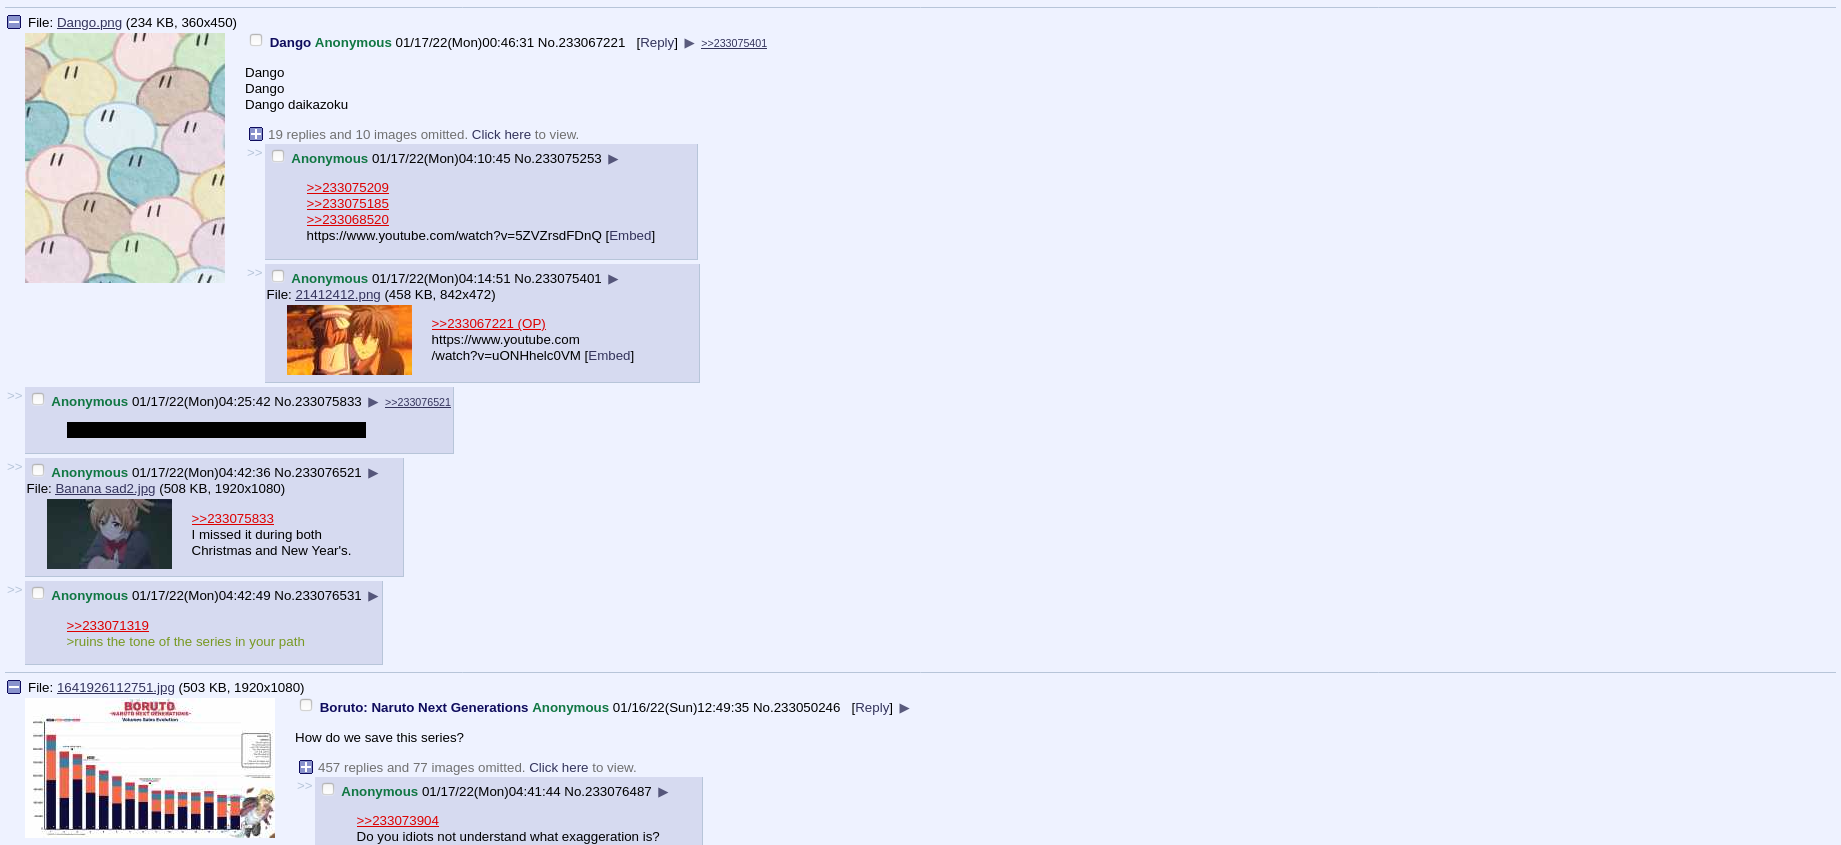 File: Dango.png (234 KB, 360x450)
Dango Anonymous 01/17/22(Mon)00:46:31 No.233067221 [Reply] ▶ >>233075401
Dango
Dango
Dango daikazoku
19 replies and 10 images omitted. Click here to view.
>> Anonymous 01/17/22(Mon)04:10:45 No.233075253 ▶
>>233075209
>>233075185
>>233068520
https://www.youtube.com/watch?v=5ZVZrsdFDnQ [Embed]
>> Anonymous 01/17/22(Mon)04:14:51 No.233075401 ▶
File: 21412412.png (458 KB, 842x472)
>>233067221 (OP)
https://www.youtube.com
/watch?v=uONHhelc0VM [Embed]
>> Anonymous 01/17/22(Mon)04:25:42 No.233075833 ▶ >>233076521
>> Anonymous 01/17/22(Mon)04:42:36 No.233076521 ▶
File: Banana sad2.jpg (508 KB, 1920x1080)
>>233075833
I missed it during both
Christmas and New Year's.
>> Anonymous 01/17/22(Mon)04:42:49 No.233076531 ▶
>>233071319
>ruins the tone of the series in your path
File: 1641926112751.jpg (503 KB, 1920x1080)
BORUTO
NARUTO NEXT GENERATIONS
Volumes Sales Evolution
Boruto: Naruto Next Generations Anonymous 01/16/22(Sun)12:49:35 No.233050246 [Reply] ▶
How do we save this series?
457 replies and 77 images omitted. Click here to view.
>> Anonymous 01/17/22(Mon)04:41:44 No.233076487 ▶
>>233073904
Do you idiots not understand what exaggeration is?